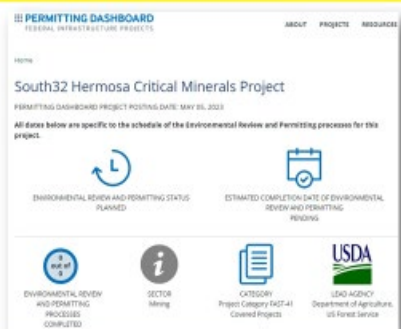 PERMITTING DASHBOARD
FEDERAL INFRASTRUCTURE PROJECTS
ABOUT PROJECTS RESOURCES
Home
South32 Hermosa Critical Minerals Project
PERMITTING DASHBOARD PROJECT POSTING DATE: MAY 05, 2023
All dates below are specific to the schedule of the Environmental Review and Permitting processes for this
project.
ENVIRONMENTAL REVIEW AND PERMITTING STATUS
PLANNED
ESTIMATED COMPLETION DATE OF ENVIRONMENTAL
REVIEW AND PERMITTING
PENDING
0
out of
0
ENVIRONMENTAL REVIEW
AND PERMITTING
PROCESSES
COMPLETED
i
SECTOR
Mining
CATEGORY
Project Category FAST-41
Covered Projects
USDA
LEAD AGENCY
Department of Agriculture,
US Forest Service